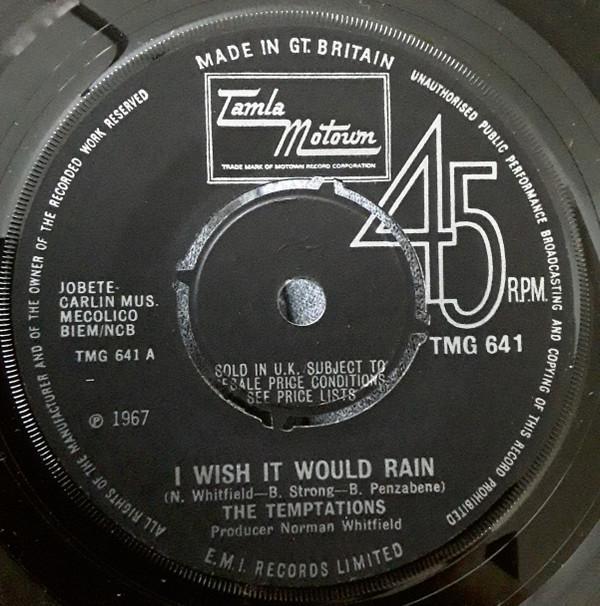 MADE IN GT. BRITAIN
UNAUTHORISED PUBLIC PERFORMANCE BROADCASTING AND COPYING OF THIS RECORD PROHIBITED
ALL RIGHTS OF THE MANUFACTURER AND OF THE OWNER OF THE RECORDED WORK RESERVED
Tamla
Motown
TRADE MARK OF MOTOWN RECORD CORPORATION
45
R.P.M.
JOBETE-
CARLIN MUS.
MECOLICO
BIEM/NCB
TMG 641 A
TMG 641
SOLD IN U.K. SUBJECT TO
RESALE PRICE CONDITIONS
SEE PRICE LISTS
℗ 1967
I WISH IT WOULD RAIN
(N. Whitfield—B. Strong—B. Penzabene)
THE TEMPTATIONS
Producer Norman Whitfield
E.M.I. RECORDS LIMITED